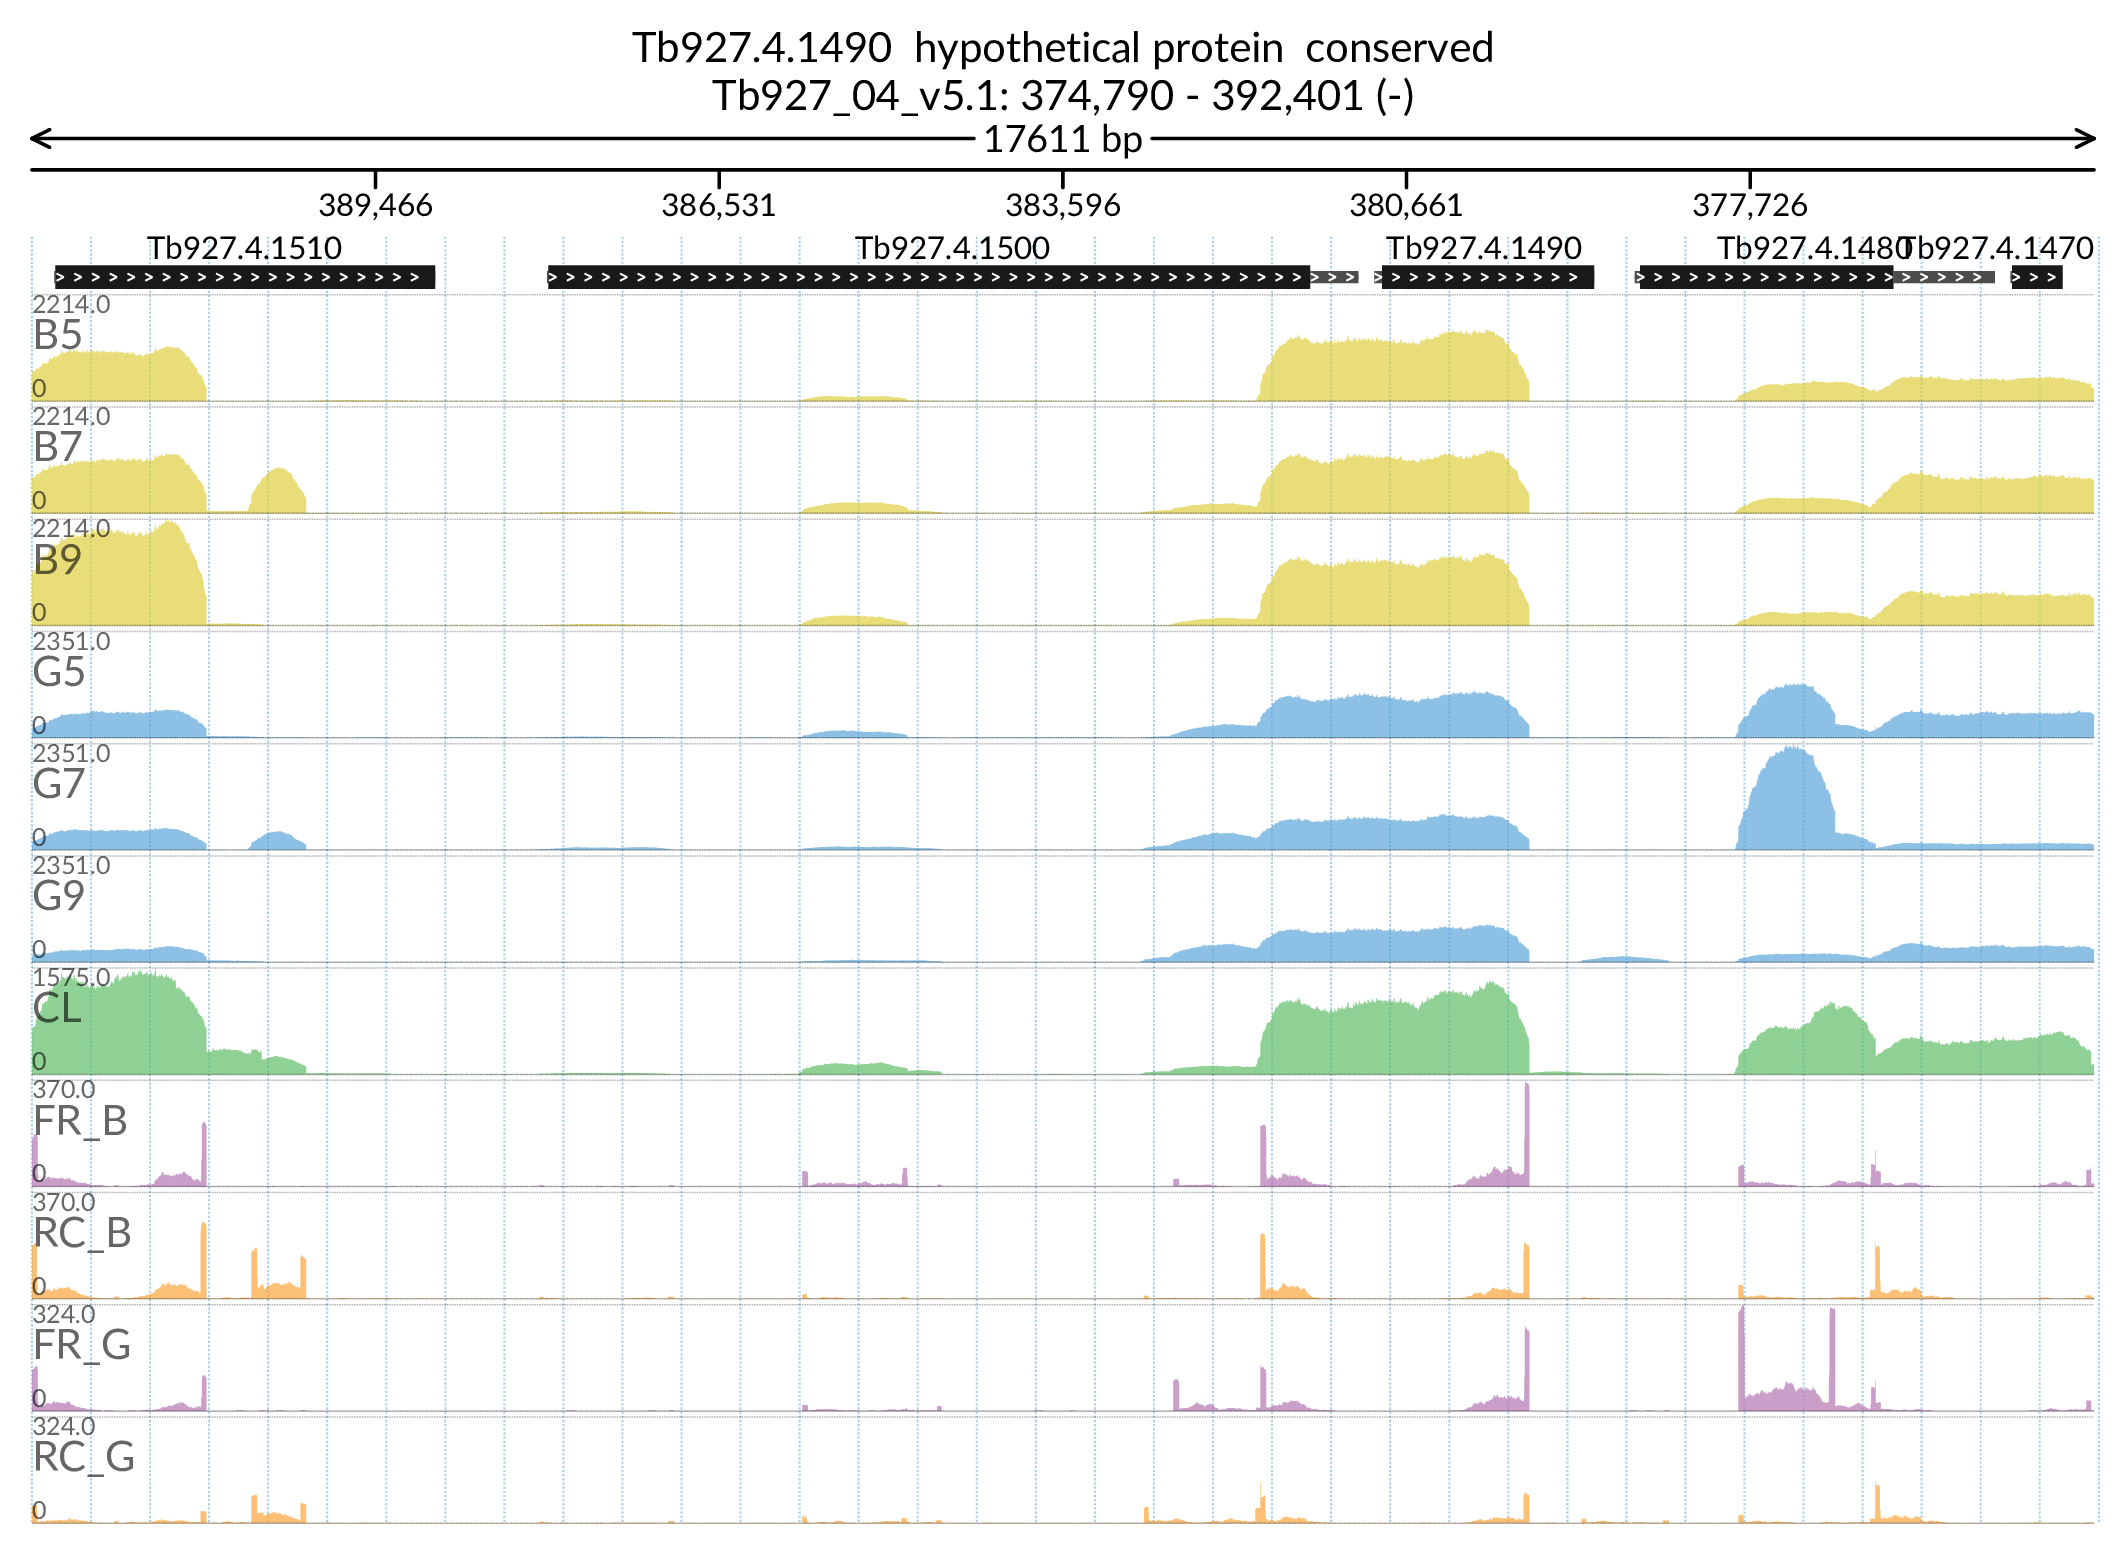 Tb927.4.1490 hypothetical protein conserved
Tb927_04_v5.1: 374,790 - 392,401 (-)
17611 bp
389,466 386,531 383,596 380,661 377,726
Tb927.4.1510 Tb927.4.1500 Tb927.4.1490 Tb927.4.1480 Tb927.4.1470
2214.0
B5
0
2214.0
B7
0
2214.0
B9
0
2351.0
G5
0
2351.0
G7
0
2351.0
G9
0
1575.0
CL
0
370.0
FR_B
0
370.0
RC_B
0
324.0
FR_G
0
324.0
RC_G
0